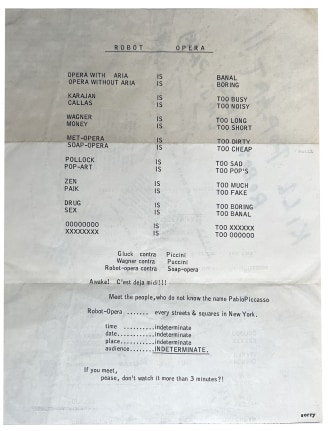 ROBOT OPERA
OPERA WITH ARIA IS BANAL
OPERA WITHOUT ARIA IS BORING
KARAJAN IS TOO BUSY
CALLAS IS TOO NOISY
WAGNER IS TOO LONG
MONEY IS TOO SHORT
MET-OPERA IS TOO DIRTY
SOAP-OPERA IS TOO CHEAP
POLLOCK IS TOO SAD
POP-ART IS TOO POP'S
ZEN IS TOO MUCH
PAIK IS TOO FAKE
DRUG IS TOO BORING
SEX IS TOO BANAL
OOOOOOOO IS TOO XXXXXX
XXXXXXXX IS TOO OOOOOO
Gluck contra Piccini
Wagner contra Puccini
Robot-opera contra Soap-opera
Awake! C'est deja midi!!!
Meet the people, who do not know the name PabloPiccasso
Robot-Opera ........ every streets & squares in New York.
time ............indeterminate
date............indeterminate
place...........indeterminate
audience........INDETERMINATE.
If you meet,
pease, don't watch it more than 3 minutes?!
sorry